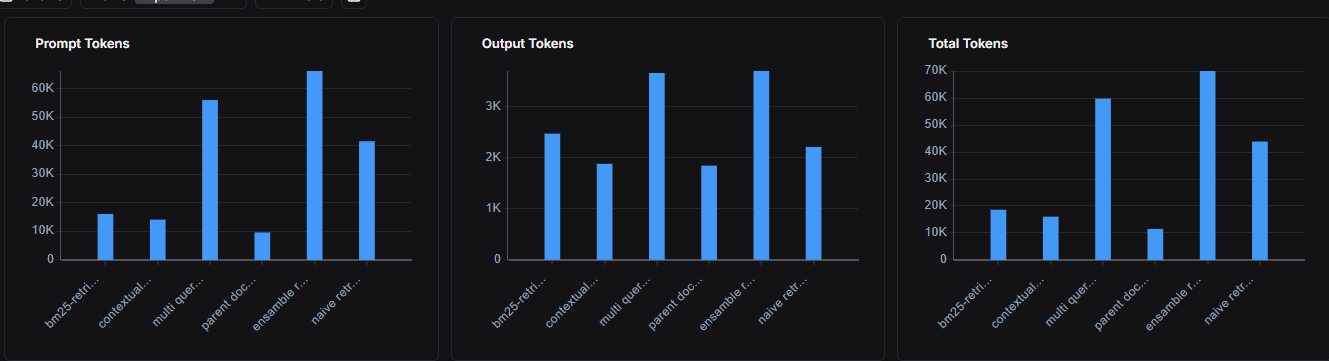 Prompt Tokens
60K
50K
40K
30K
20K
10K
0
bm25-retri...
contextual...
multi quer...
parent doc...
ensamble r...
naive retr...
Output Tokens
3K
2K
1K
0
bm25-retri...
contextual...
multi quer...
parent doc...
ensamble r...
naive retr...
Total Tokens
70K
60K
50K
40K
30K
20K
10K
0
bm25-retri...
contextual...
multi quer...
parent doc...
ensamble r...
naive retr...